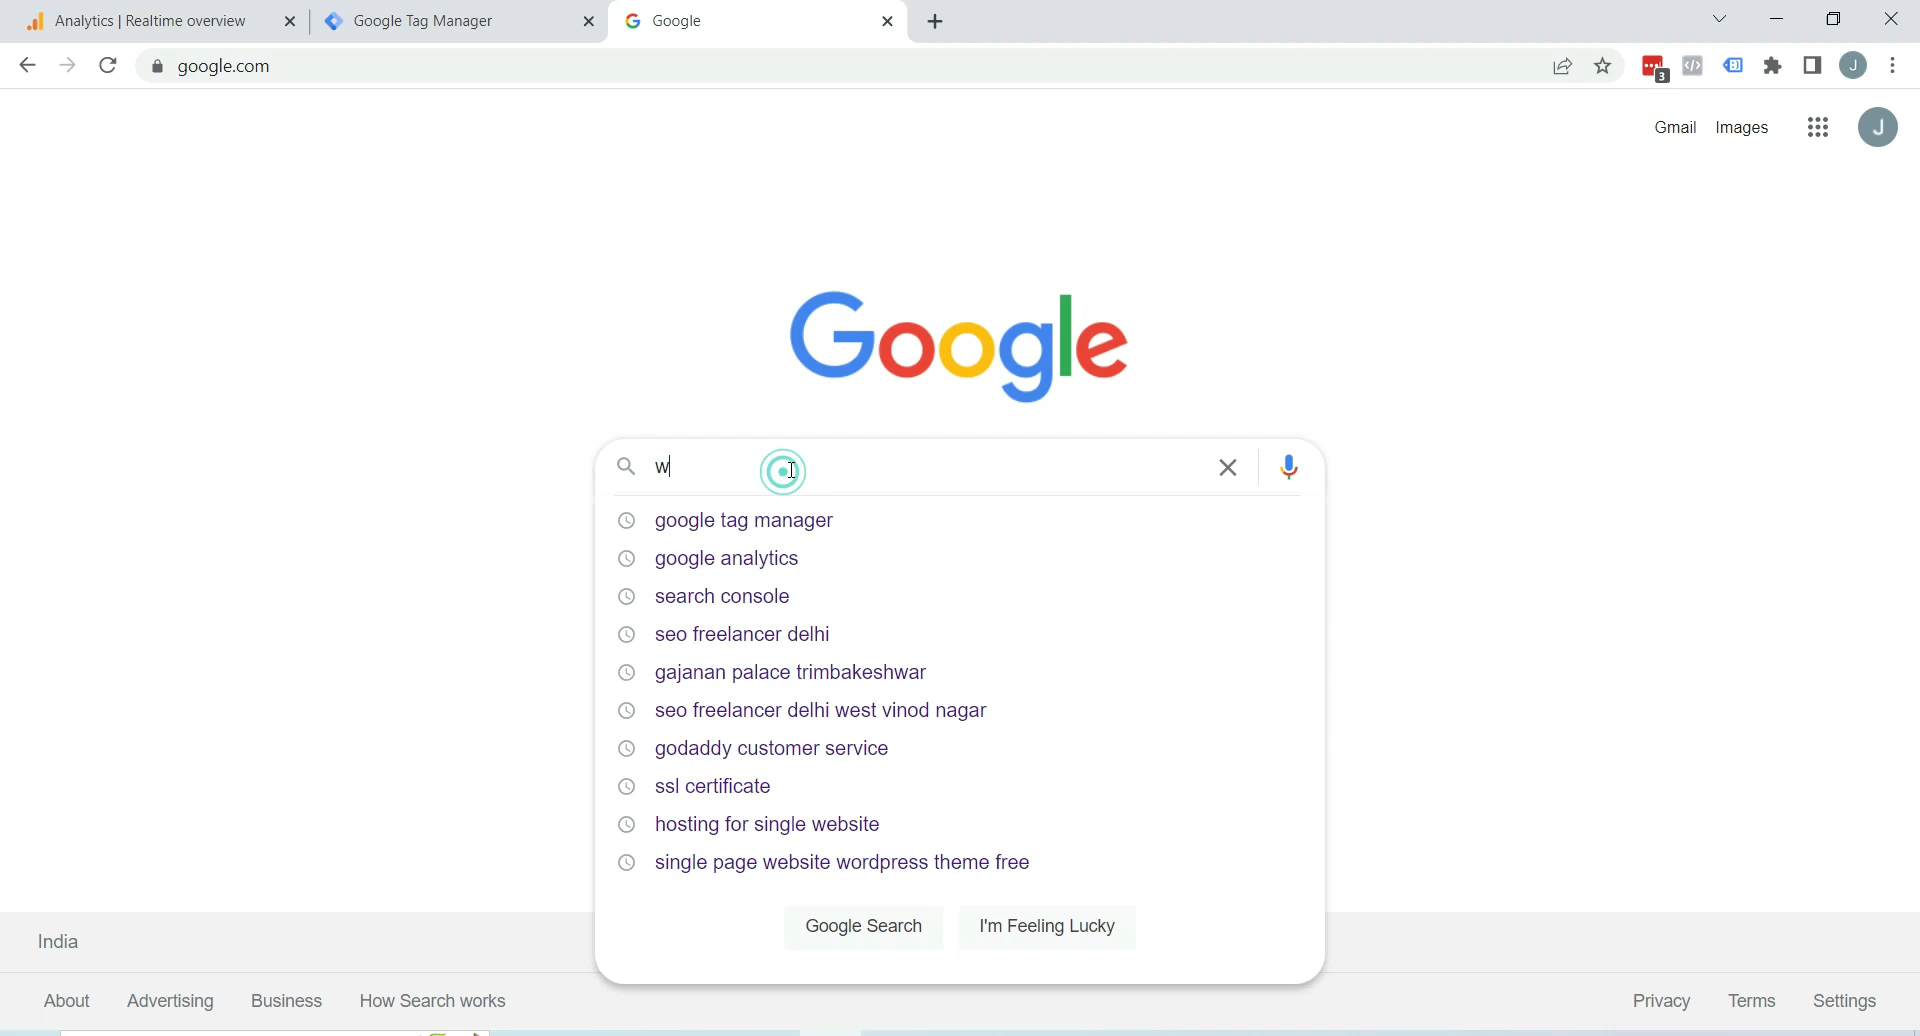 Analytics | Realtime overview
Google Tag Manager
Google
google.com
3
J
Gmail Images J
Google
W
google tag manager
google analytics
search console
seo freelancer delhi
gajanan palace trimbakeshwar
seo freelancer delhi west vinod nagar
godaddy customer service
ssl certificate
hosting for single website
single page website wordpress theme free
Google Search I'm Feeling Lucky
India
About Advertising Business How Search works Privacy Terms Settings